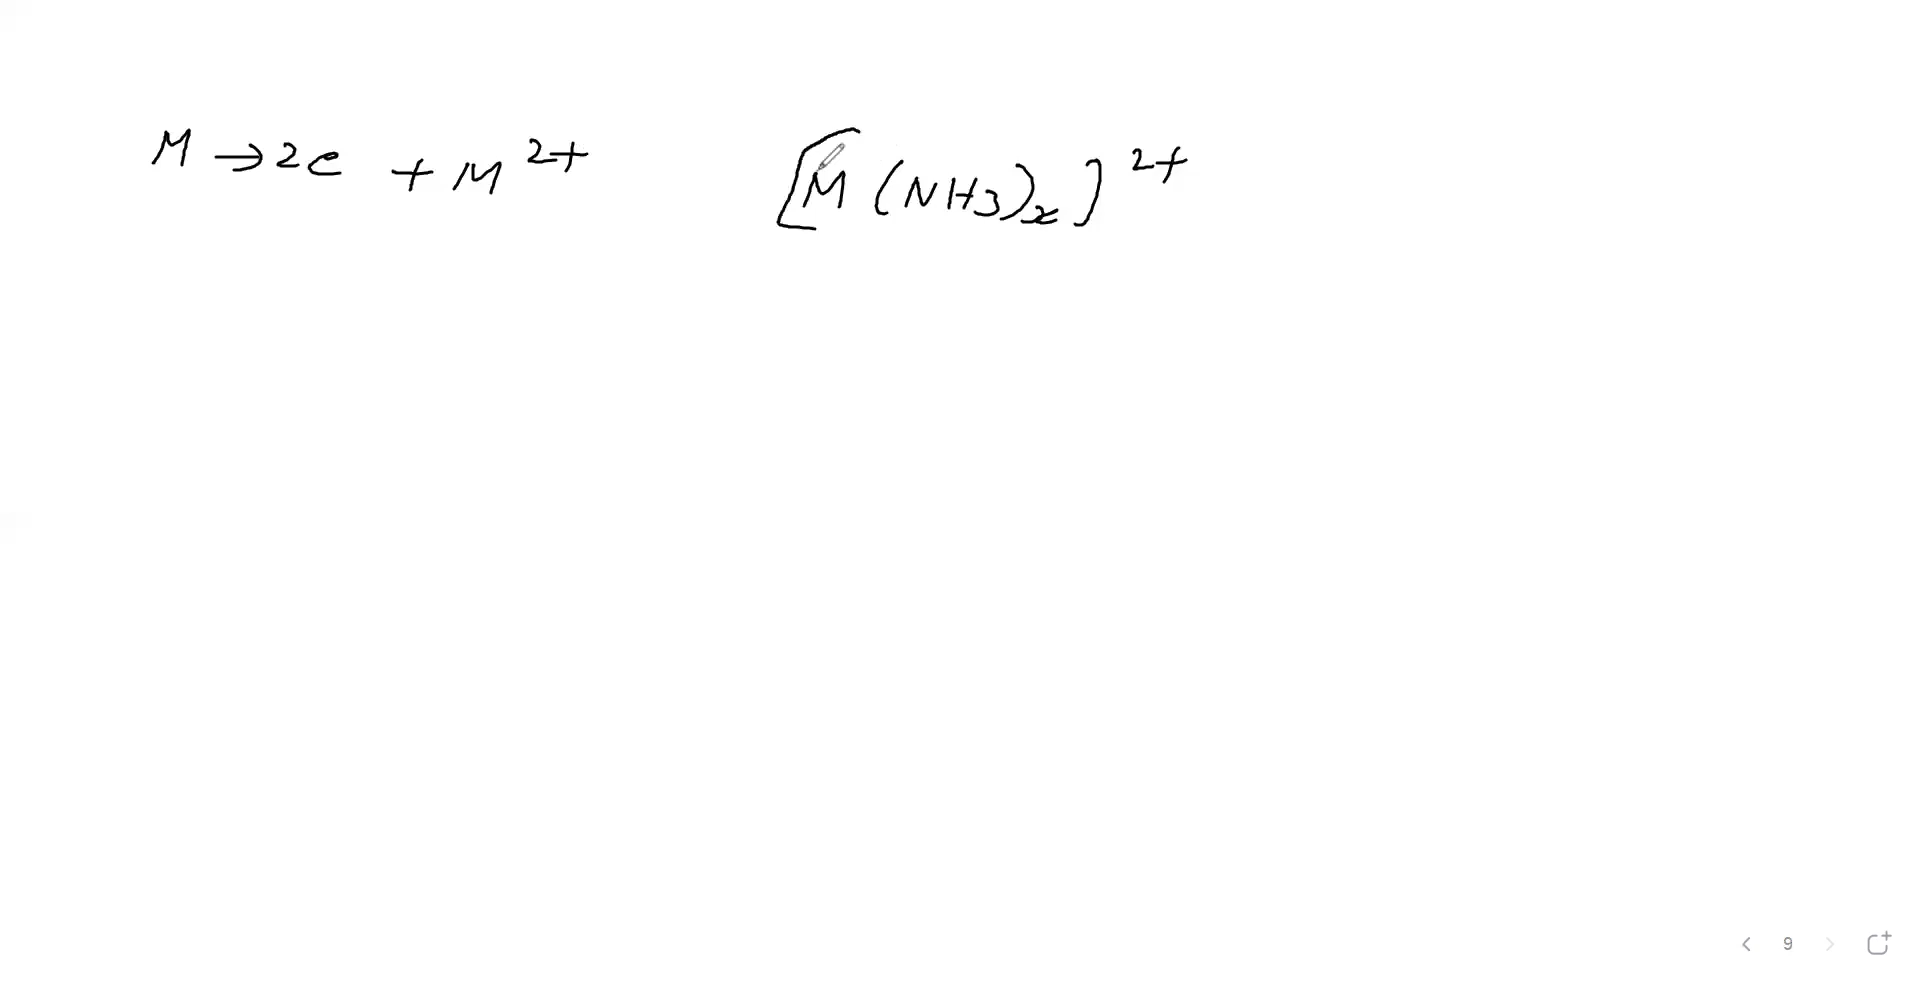 M → 2e + M²⁺ [M(NH3)ₓ]²⁺
9